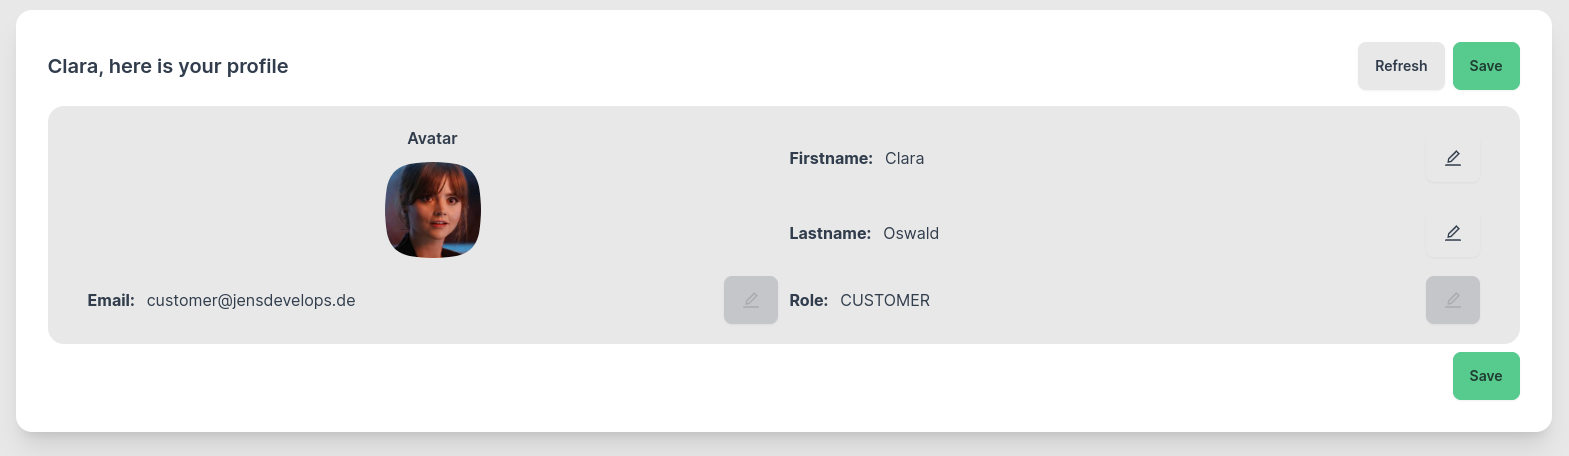 Clara, here is your profile
Refresh
Save
Avatar
Firstname: Clara
Lastname: Oswald
Email: customer@jensdevelops.de
Role: CUSTOMER
Save